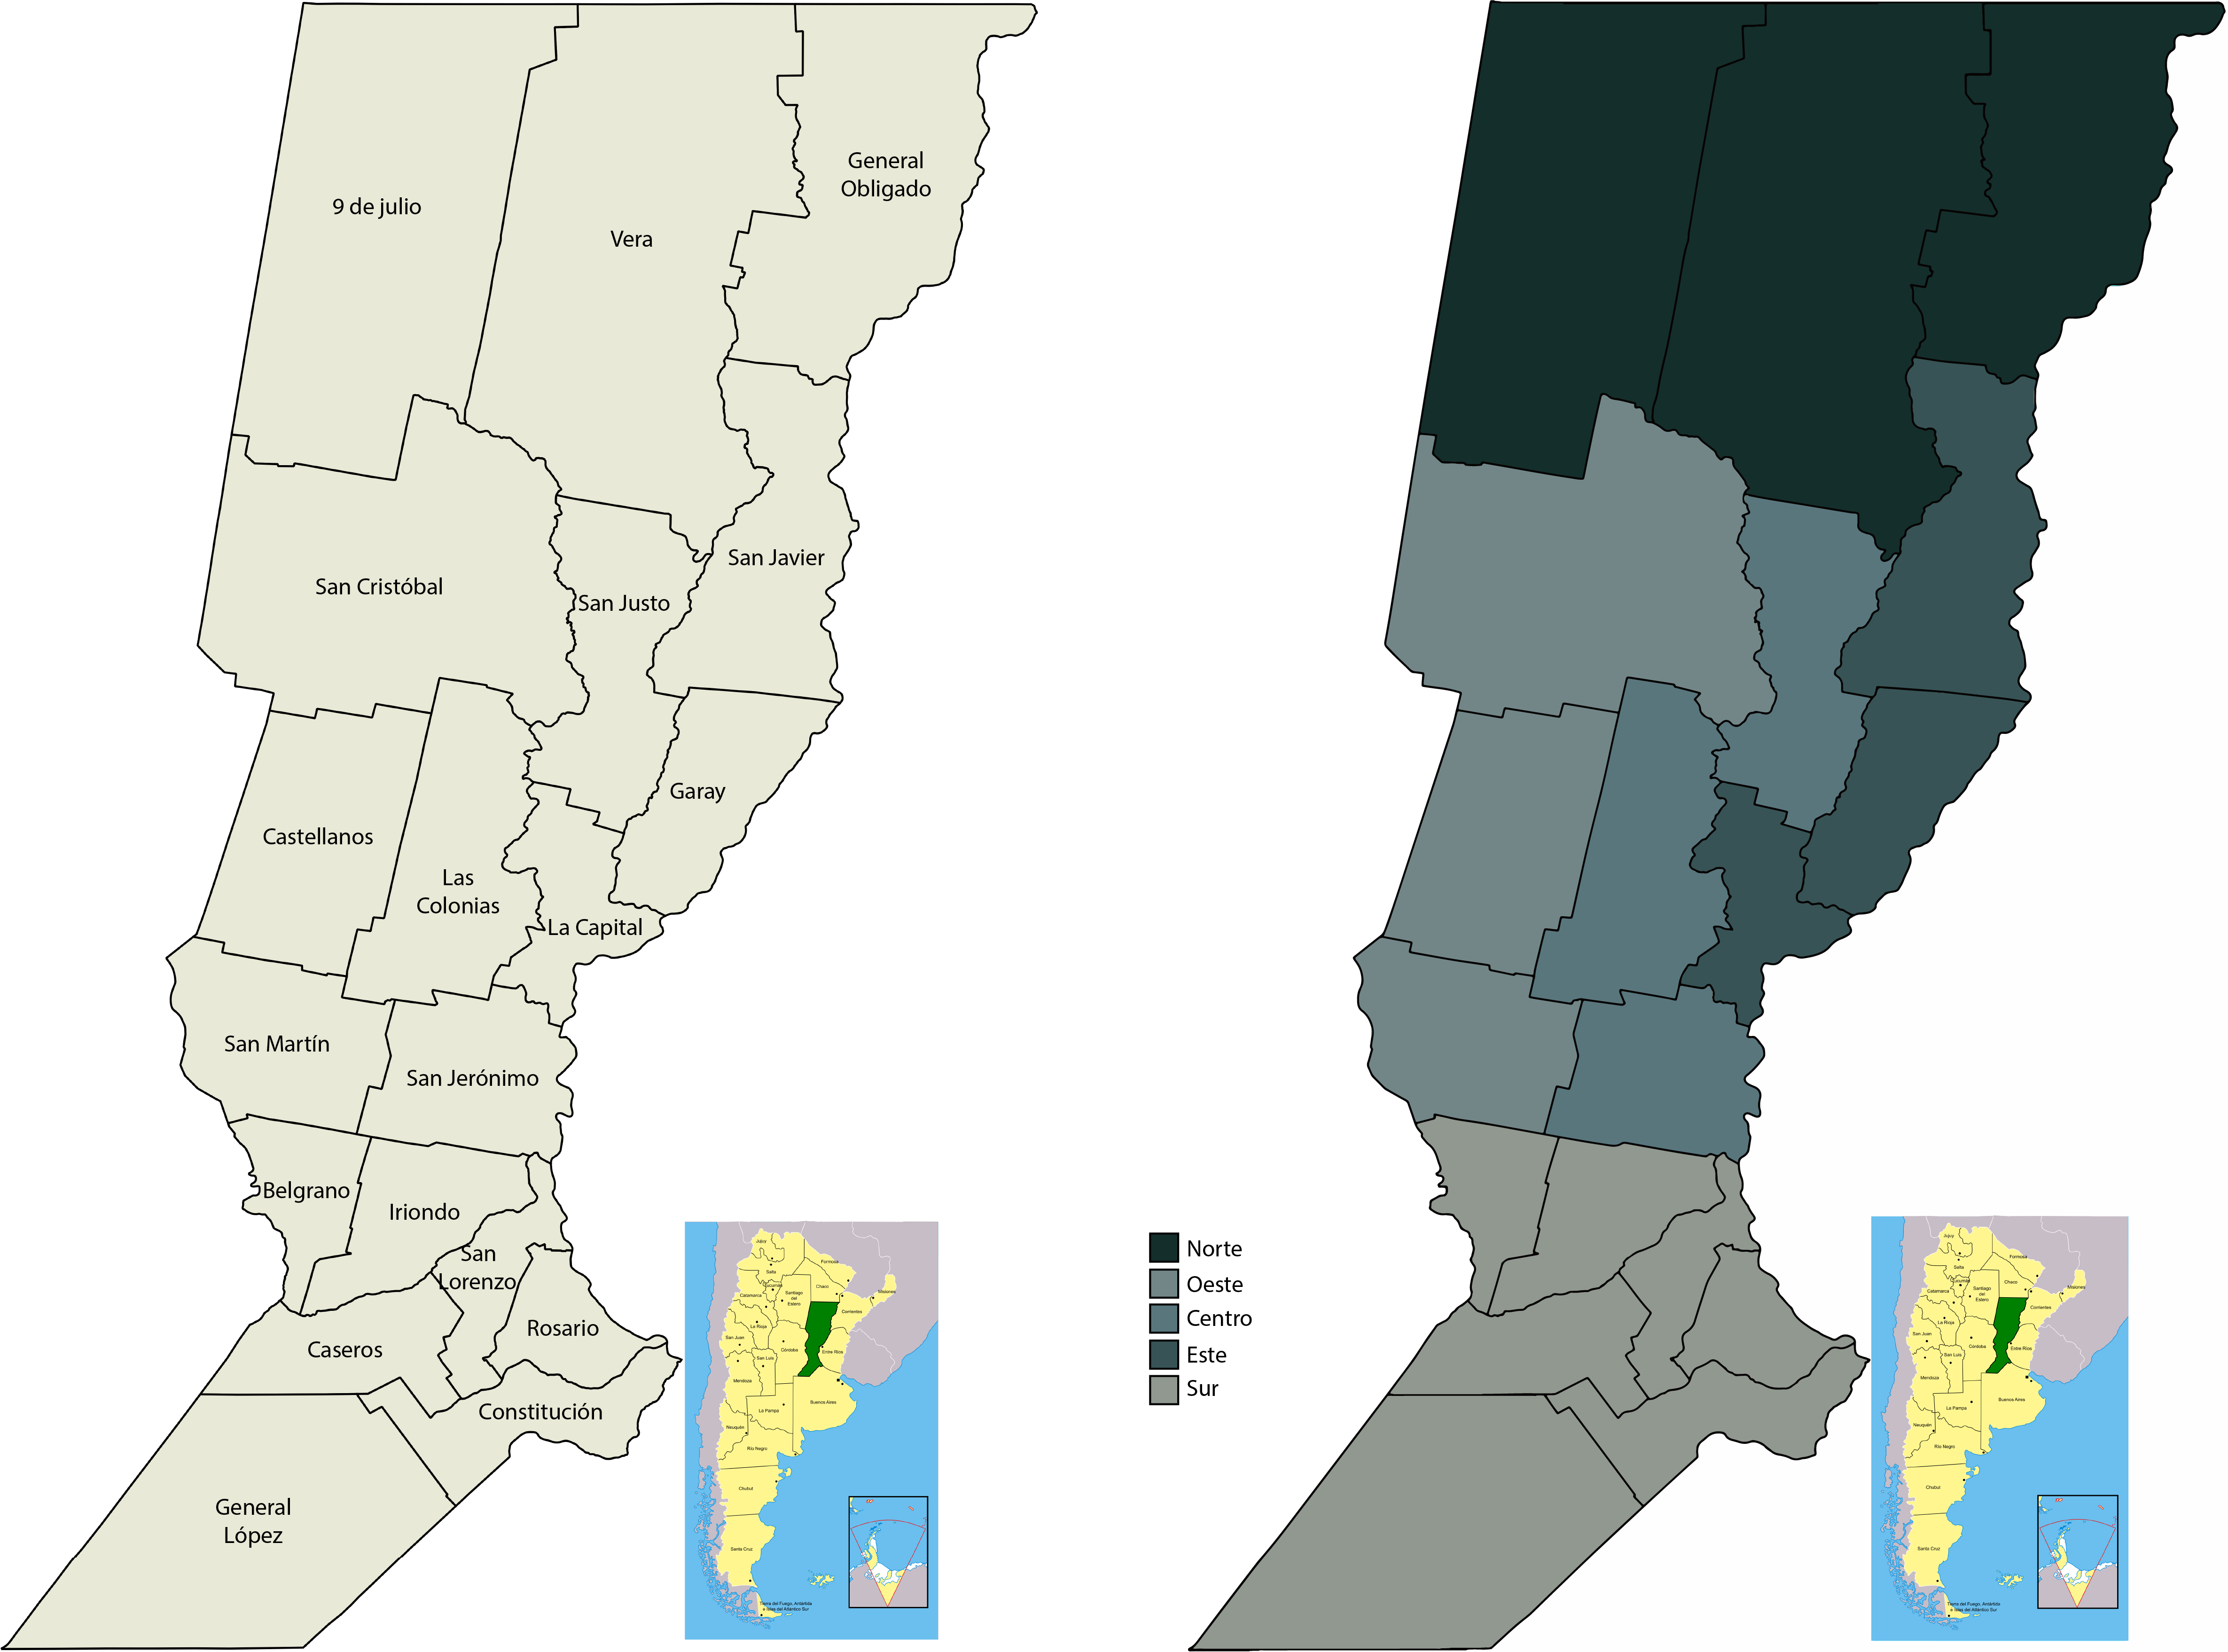 9 de julio
Vera
General
Obligado
San Cristóbal
San Justo
San Javier
Castellanos
Las
Colonias
Garay
La Capital
San Martín
San Jerónimo
Belgrano
Iriondo
San
Lorenzo
Caseros
Rosario
Constitución
General
López
Jujuy
Salta
Formosa
Chaco
Tucumán
Santiago
del
Estero
Catamarca
Misiones
Corrientes
La Rioja
San Juan
Córdoba
Entre Ríos
San Luis
Mendoza
Buenos Aires
La Pampa
Neuquén
Río Negro
Chubut
Santa Cruz
Tierra del Fuego, Antártida
e Islas del Atlántico Sur
Norte
Oeste
Centro
Este
Sur
Jujuy
Salta
Formosa
Chaco
Tucumán
Santiago
del
Estero
Catamarca
Misiones
Corrientes
La Rioja
San Juan
Córdoba
Entre Ríos
San Luis
Mendoza
Buenos Aires
La Pampa
Neuquén
Río Negro
Chubut
Santa Cruz
Tierra del Fuego, Antártida
e Islas del Atlántico Sur